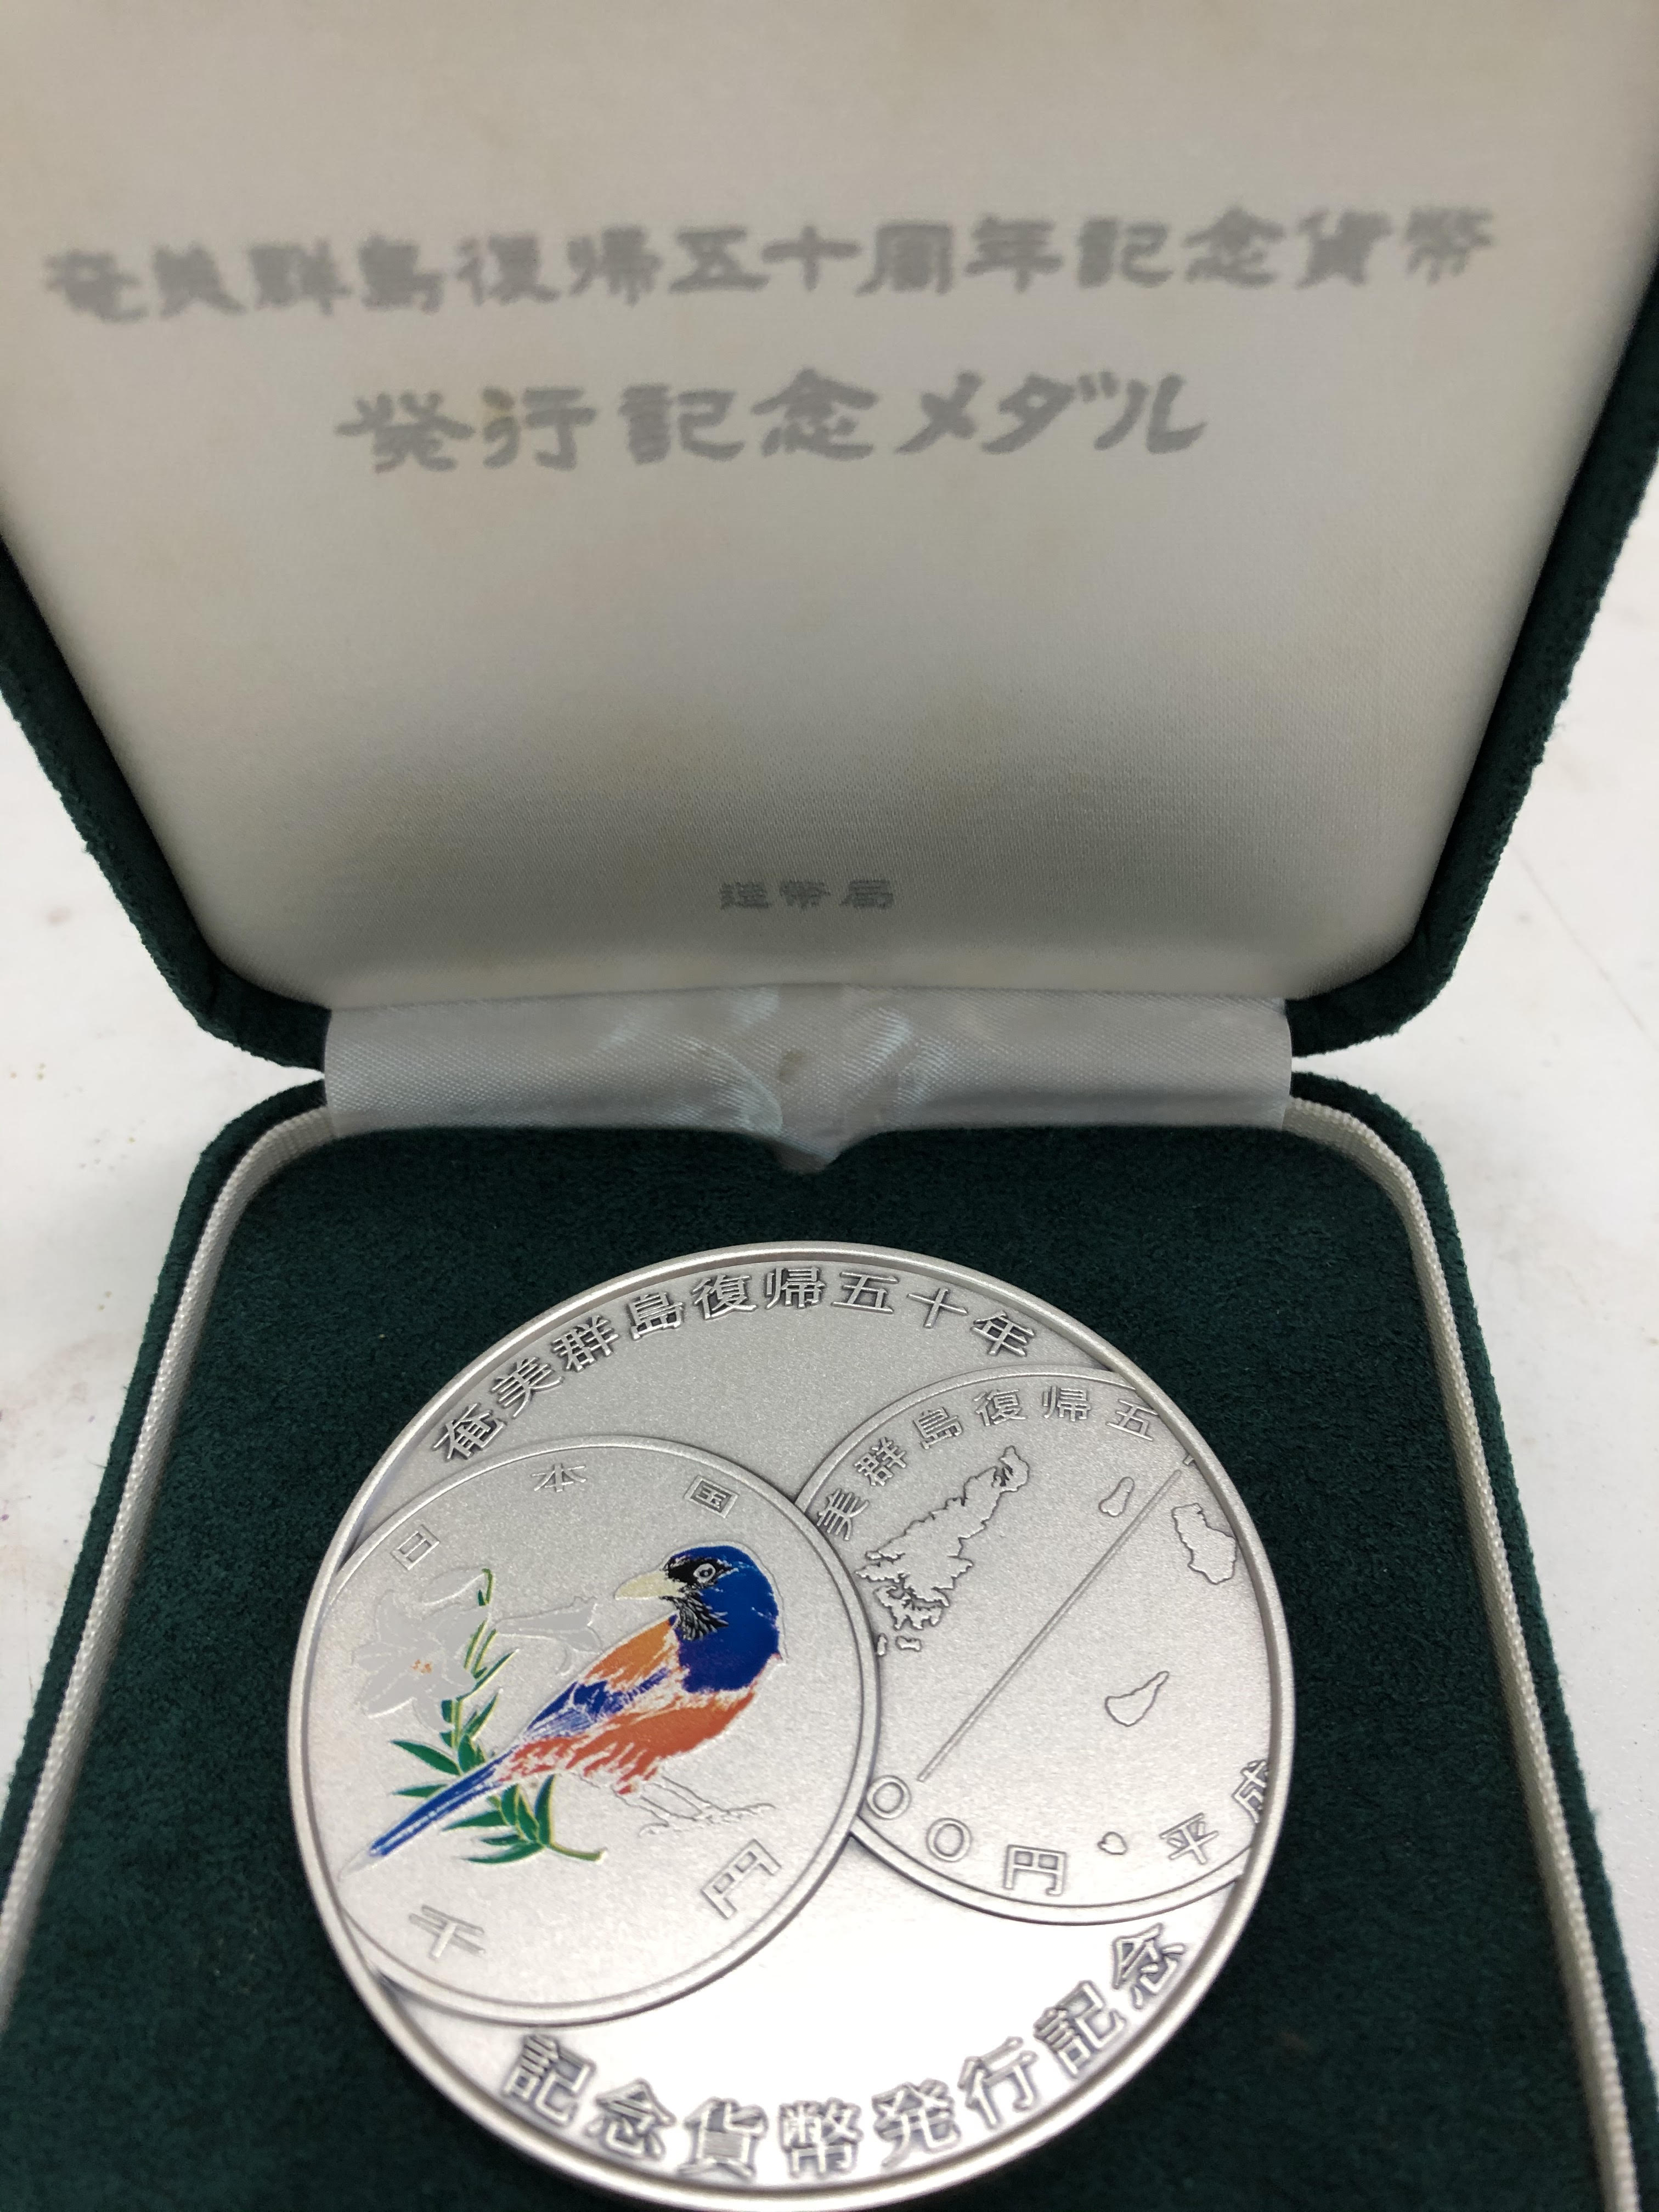 奄美群島復帰五十周年記念貨幣
発行記念メダル
造幣局
奄美群島復帰五十年
日本国
千円
美群島復帰五
00円・平成
記念貨幣発行記念